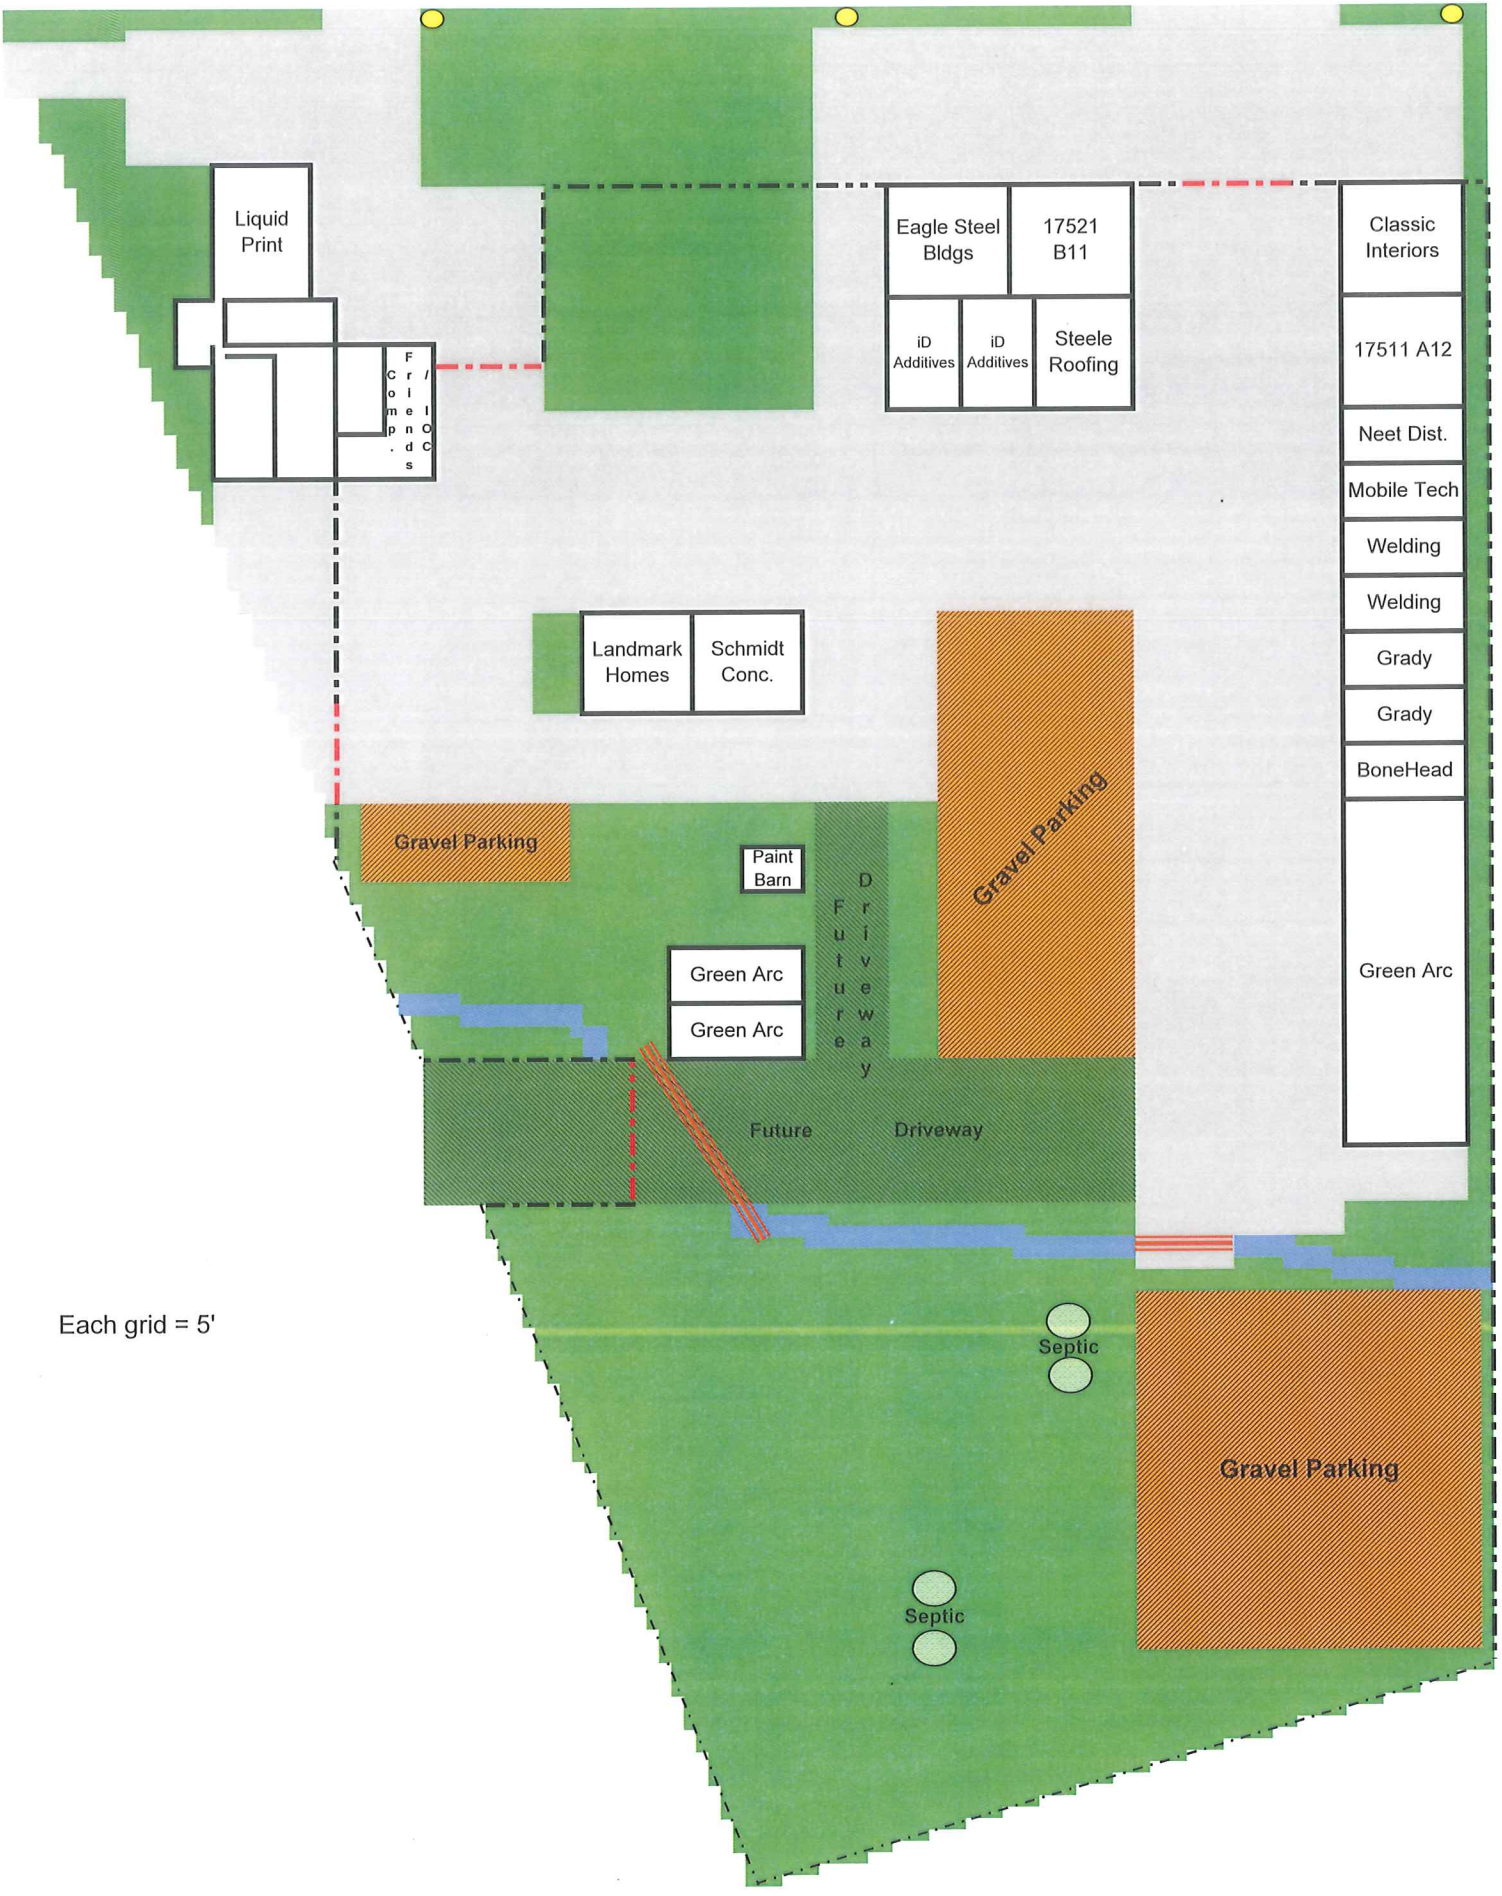 Liquid
Print
Eagle Steel
Bldgs
17521
B11
Classic
Interiors
iD
Additives
iD
Additives
Steele
Roofing
17511 A12
Comp.
Friends
/ IOC
Neet Dist.
Mobile Tech
Welding
Welding
Landmark
Homes
Schmidt
Conc.
Grady
Grady
BoneHead
Gravel Parking
Gravel Parking
Paint
Barn
Future
Driveway
Green Arc
Green Arc
Green Arc
Future Driveway
Each grid = 5'
Septic
Gravel Parking
Septic